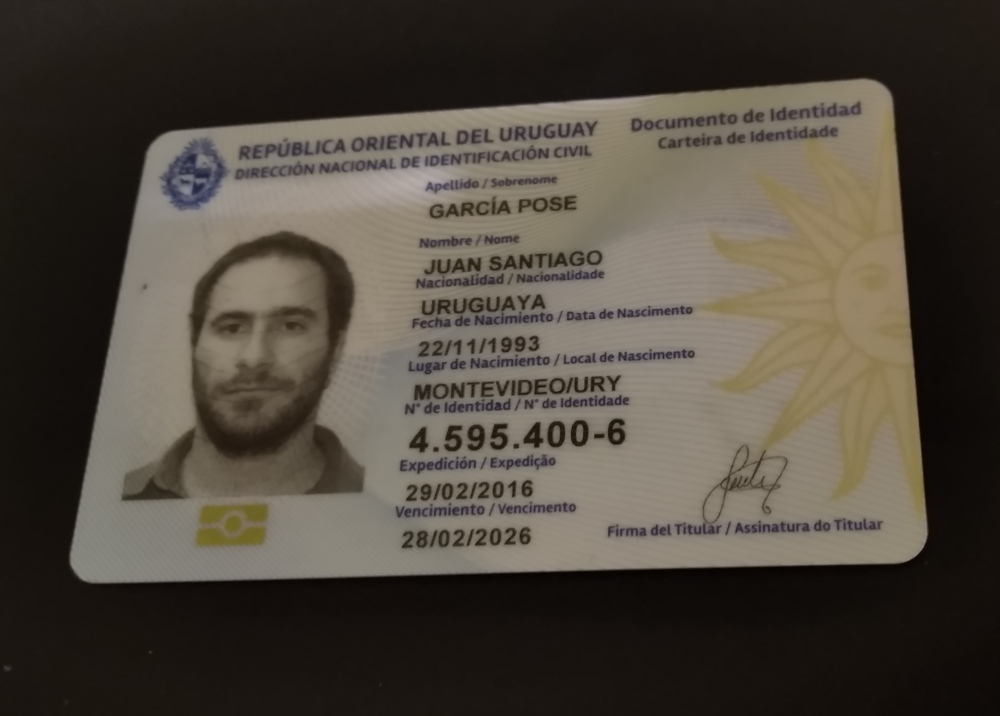 REPÚBLICA ORIENTAL DEL URUGUAY
DIRECCIÓN NACIONAL DE IDENTIFICACIÓN CIVIL
Documento de Identidad
Carteira de Identidade
Apellido / Sobrenome
GARCÍA POSE
Nombre / Nome
JUAN SANTIAGO
Nacionalidad / Nacionalidade
URUGUAYA
Fecha de Nacimiento / Data de Nascimento
22/11/1993
Lugar de Nacimiento / Local de Nascimento
MONTEVIDEO/URY
N° de Identidad / N° de Identidade
4.595.400-6
Expedición / Expedição
29/02/2016
Vencimiento / Vencimento
28/02/2026
Firma del Titular / Assinatura do Titular